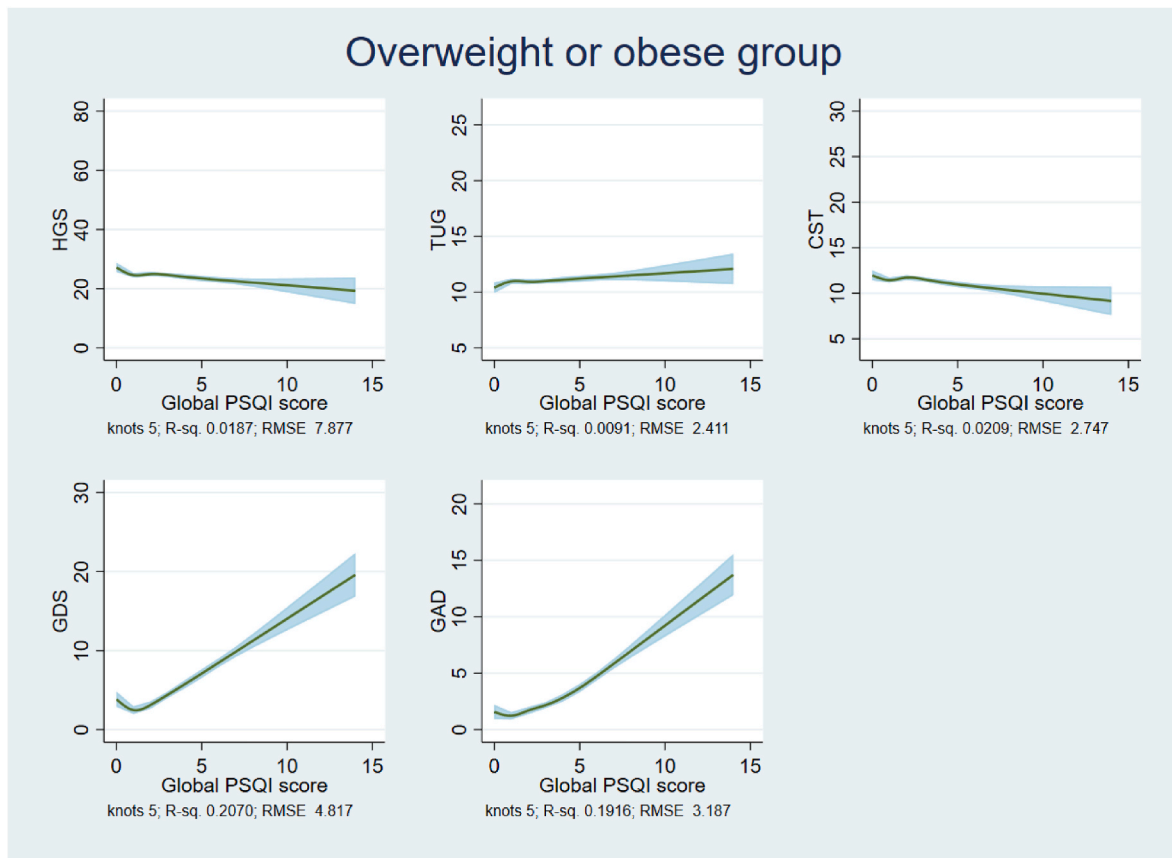 Overweight or obese group
HGS
80
60
40
20
0
0 5 10 15
Global PSQI score
knots 5; R-sq. 0.0187; RMSE 7.877
TUG
25
20
15
10
5
0 5 10 15
Global PSQI score
knots 5; R-sq. 0.0091; RMSE 2.411
CST
30
25
20
15
10
5
0 5 10 15
Global PSQI score
knots 5; R-sq. 0.0209; RMSE 2.747
GDS
30
20
10
0
0 5 10 15
Global PSQI score
knots 5; R-sq. 0.2070; RMSE 4.817
GAD
20
15
10
5
0
0 5 10 15
Global PSQI score
knots 5; R-sq. 0.1916; RMSE 3.187